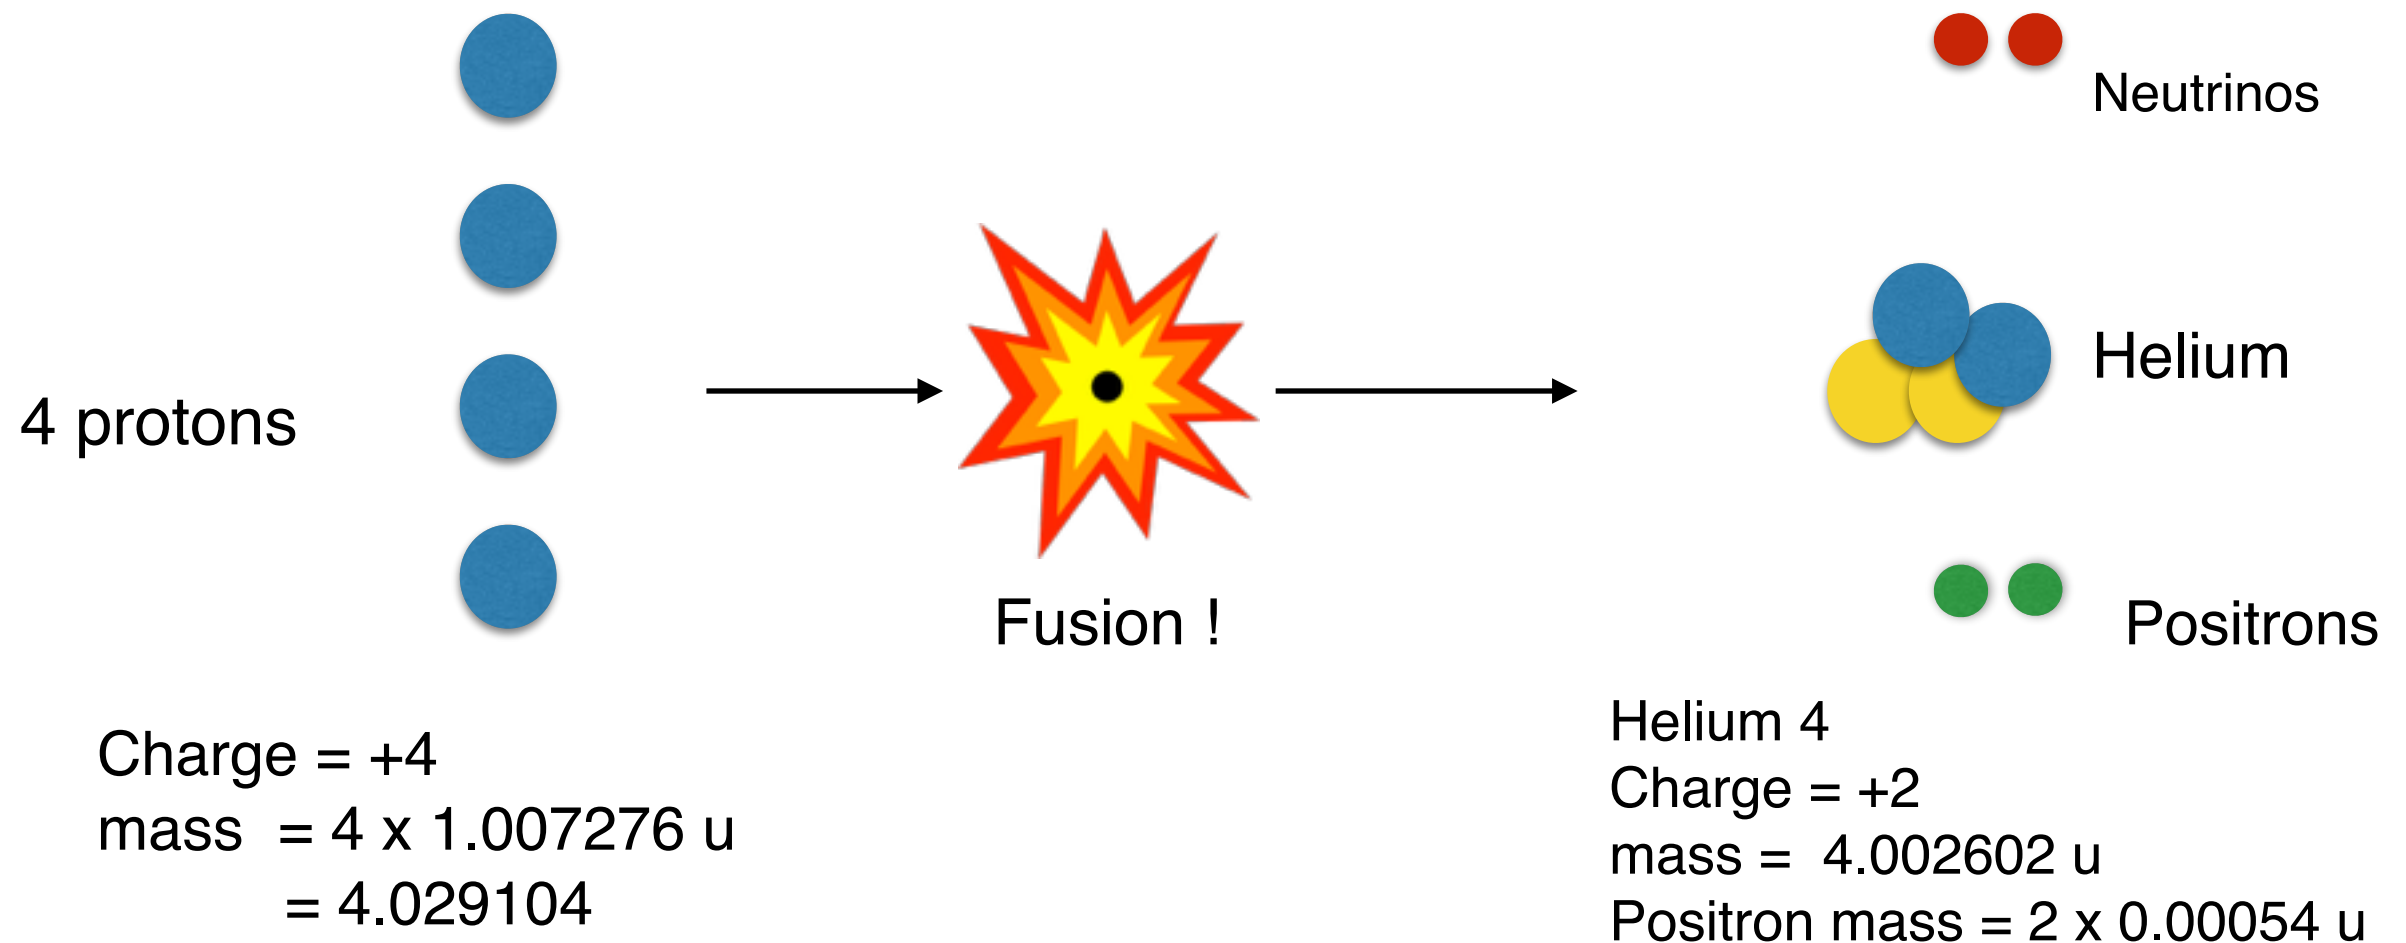 4 protons
Charge = +4
mass = 4 x 1.007276 u
= 4.029104
Fusion !
Neutrinos
Helium
Positrons
Helium 4
Charge = +2
mass = 4.002602 u
Positron mass = 2 x 0.00054 u